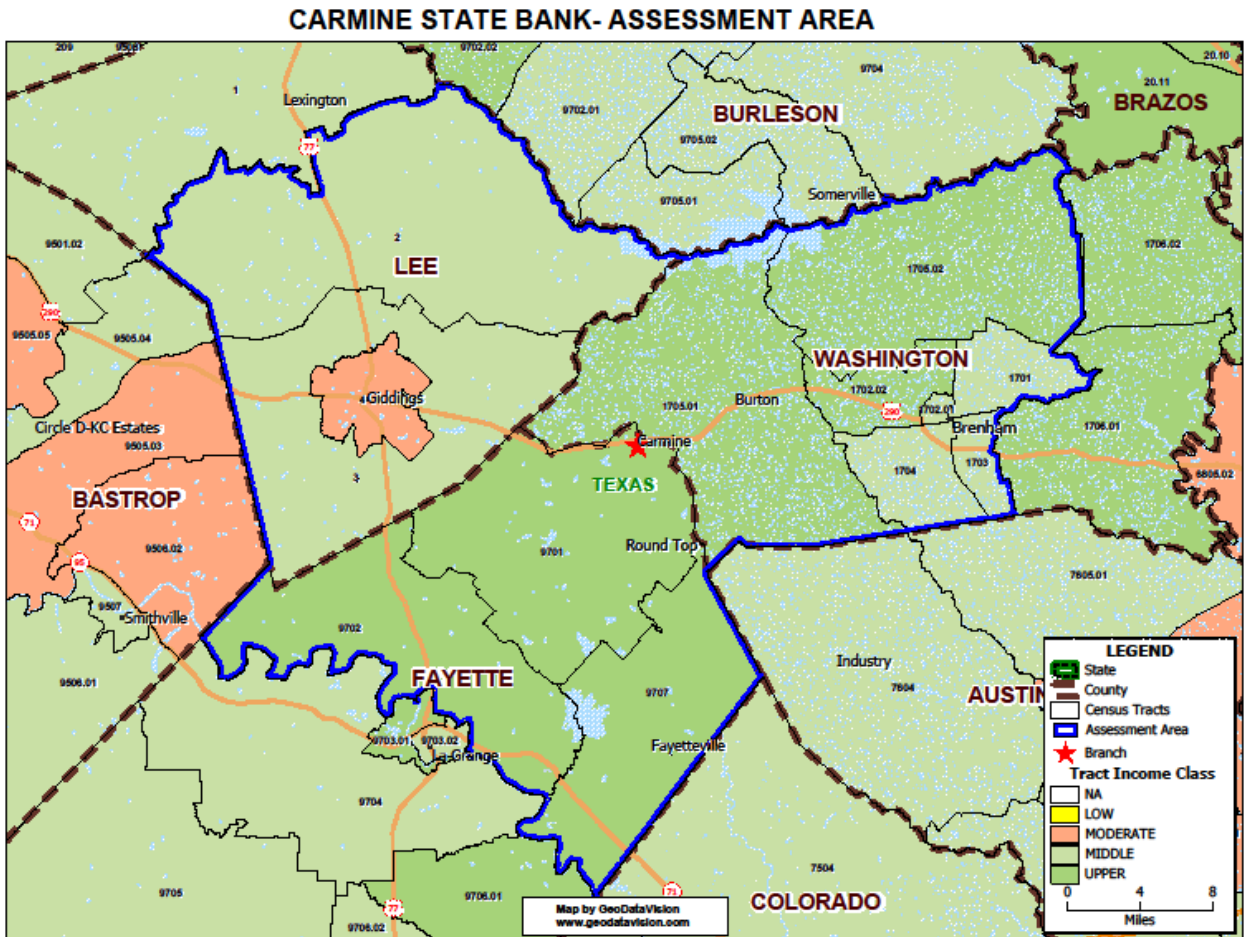 CARMINE STATE BANK- ASSESSMENT AREA
209
9702.02
9704
20.10
20.11
1
Lexington
9702.01
BURLESON
BRAZOS
77
9705.02
9705.01
Somerville
2
LEE
9501.02
1706.02
1705.02
290
9505.05
9505.04
WASHINGTON
1701
4
Giddings
1702.02
290
1702.01
Burton
1705.01
Circle D-KC Estates
9505.03
Carmine
Brenham
1706.01
1704
1703
6805.02
BASTROP
3
TEXAS
71
9506.02
95
9701
Round Top
7605.01
9507
Smithville
9702
9506.01
FAYETTE
9707
Industry
7604
AUSTIN
9703.01
9703.02
La Grange
Fayetteville
9704
7504
COLORADO
9705
9706.01
77
9706.02
71
Map by GeoDataVision
www.geodatavision.com
LEGEND
State
County
Census Tracts
Assessment Area
Branch
Tract Income Class
NA
LOW
MODERATE
MIDDLE
UPPER
0 4 8
Miles